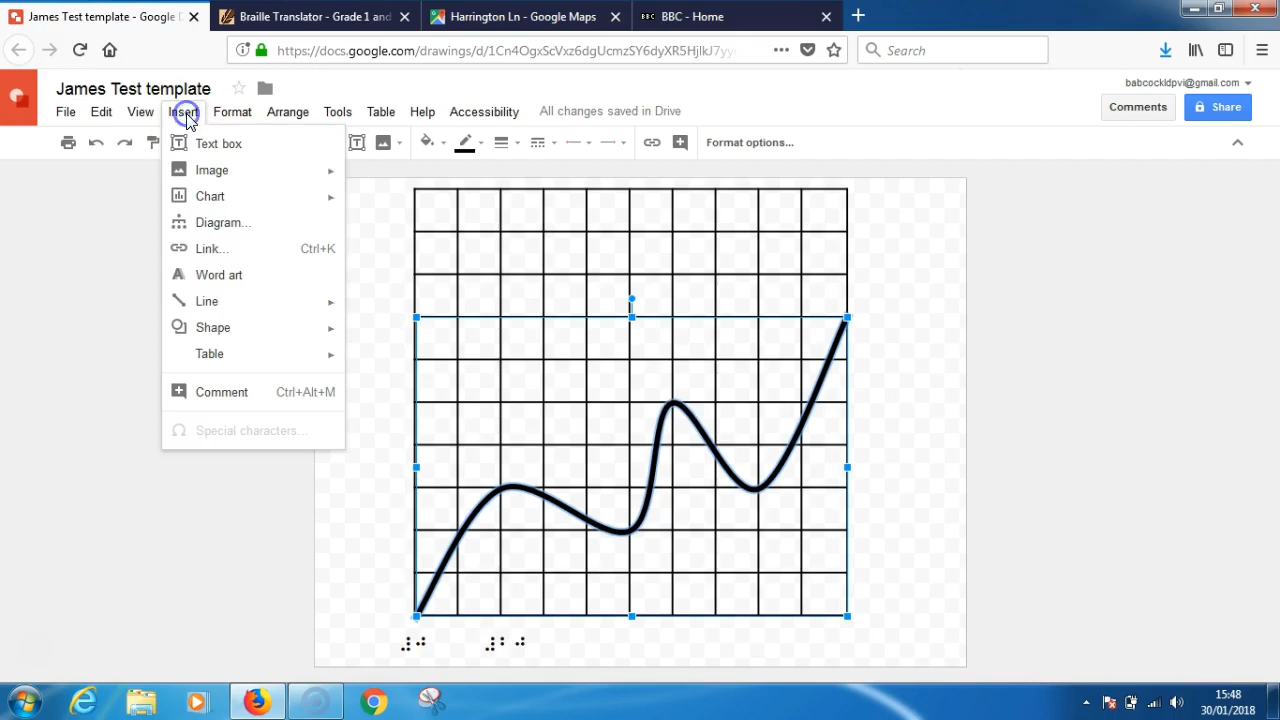 James Test template - Google D
Braille Translator - Grade 1 and
Harrington Ln - Google Maps
BBC - Home
https://docs.google.com/drawings/d/1Cn4OgxScVxz6dgUcmzSY6dyXR5HjlkJ7y
Search
James Test template
babcockldpvi@gmail.com
File Edit View Insert Format Arrange Tools Table Help Accessibility All changes saved in Drive
Comments
Share
Format options...
Text box
Image
Chart
Diagram...
Link... Ctrl+K
Word art
Line
Shape
Table
Comment Ctrl+Alt+M
Special characters...
⠼⠚ ⠼⠃⠚
15:48
30/01/2018